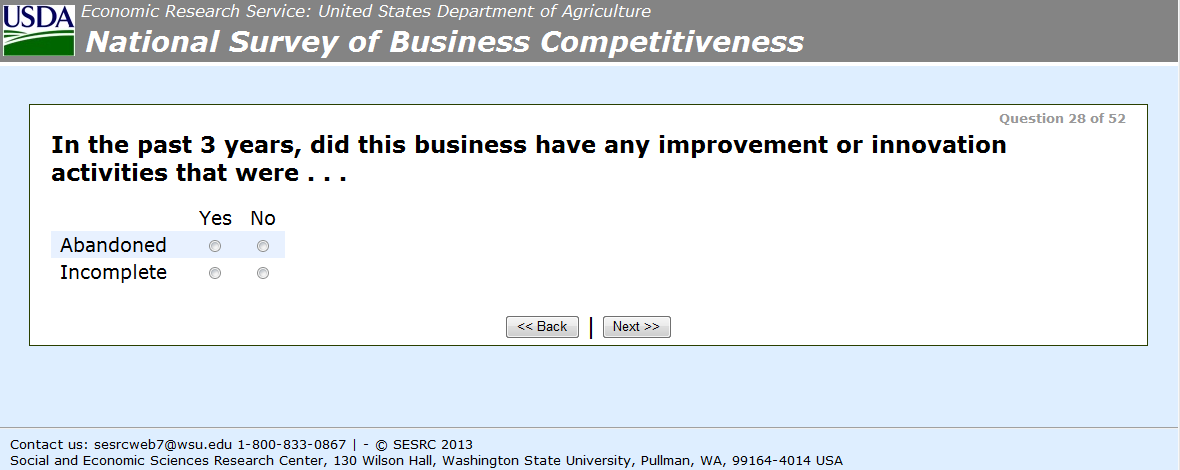 USDA
Economic Research Service: United States Department of Agriculture
National Survey of Business Competitiveness
Question 28 of 52
In the past 3 years, did this business have any improvement or innovation
activities that were . . .
Yes No
Abandoned
Incomplete
<< Back | Next >>
Contact us: sesrcweb7@wsu.edu 1-800-833-0867 | - © SESRC 2013
Social and Economic Sciences Research Center, 130 Wilson Hall, Washington State University, Pullman, WA, 99164-4014 USA